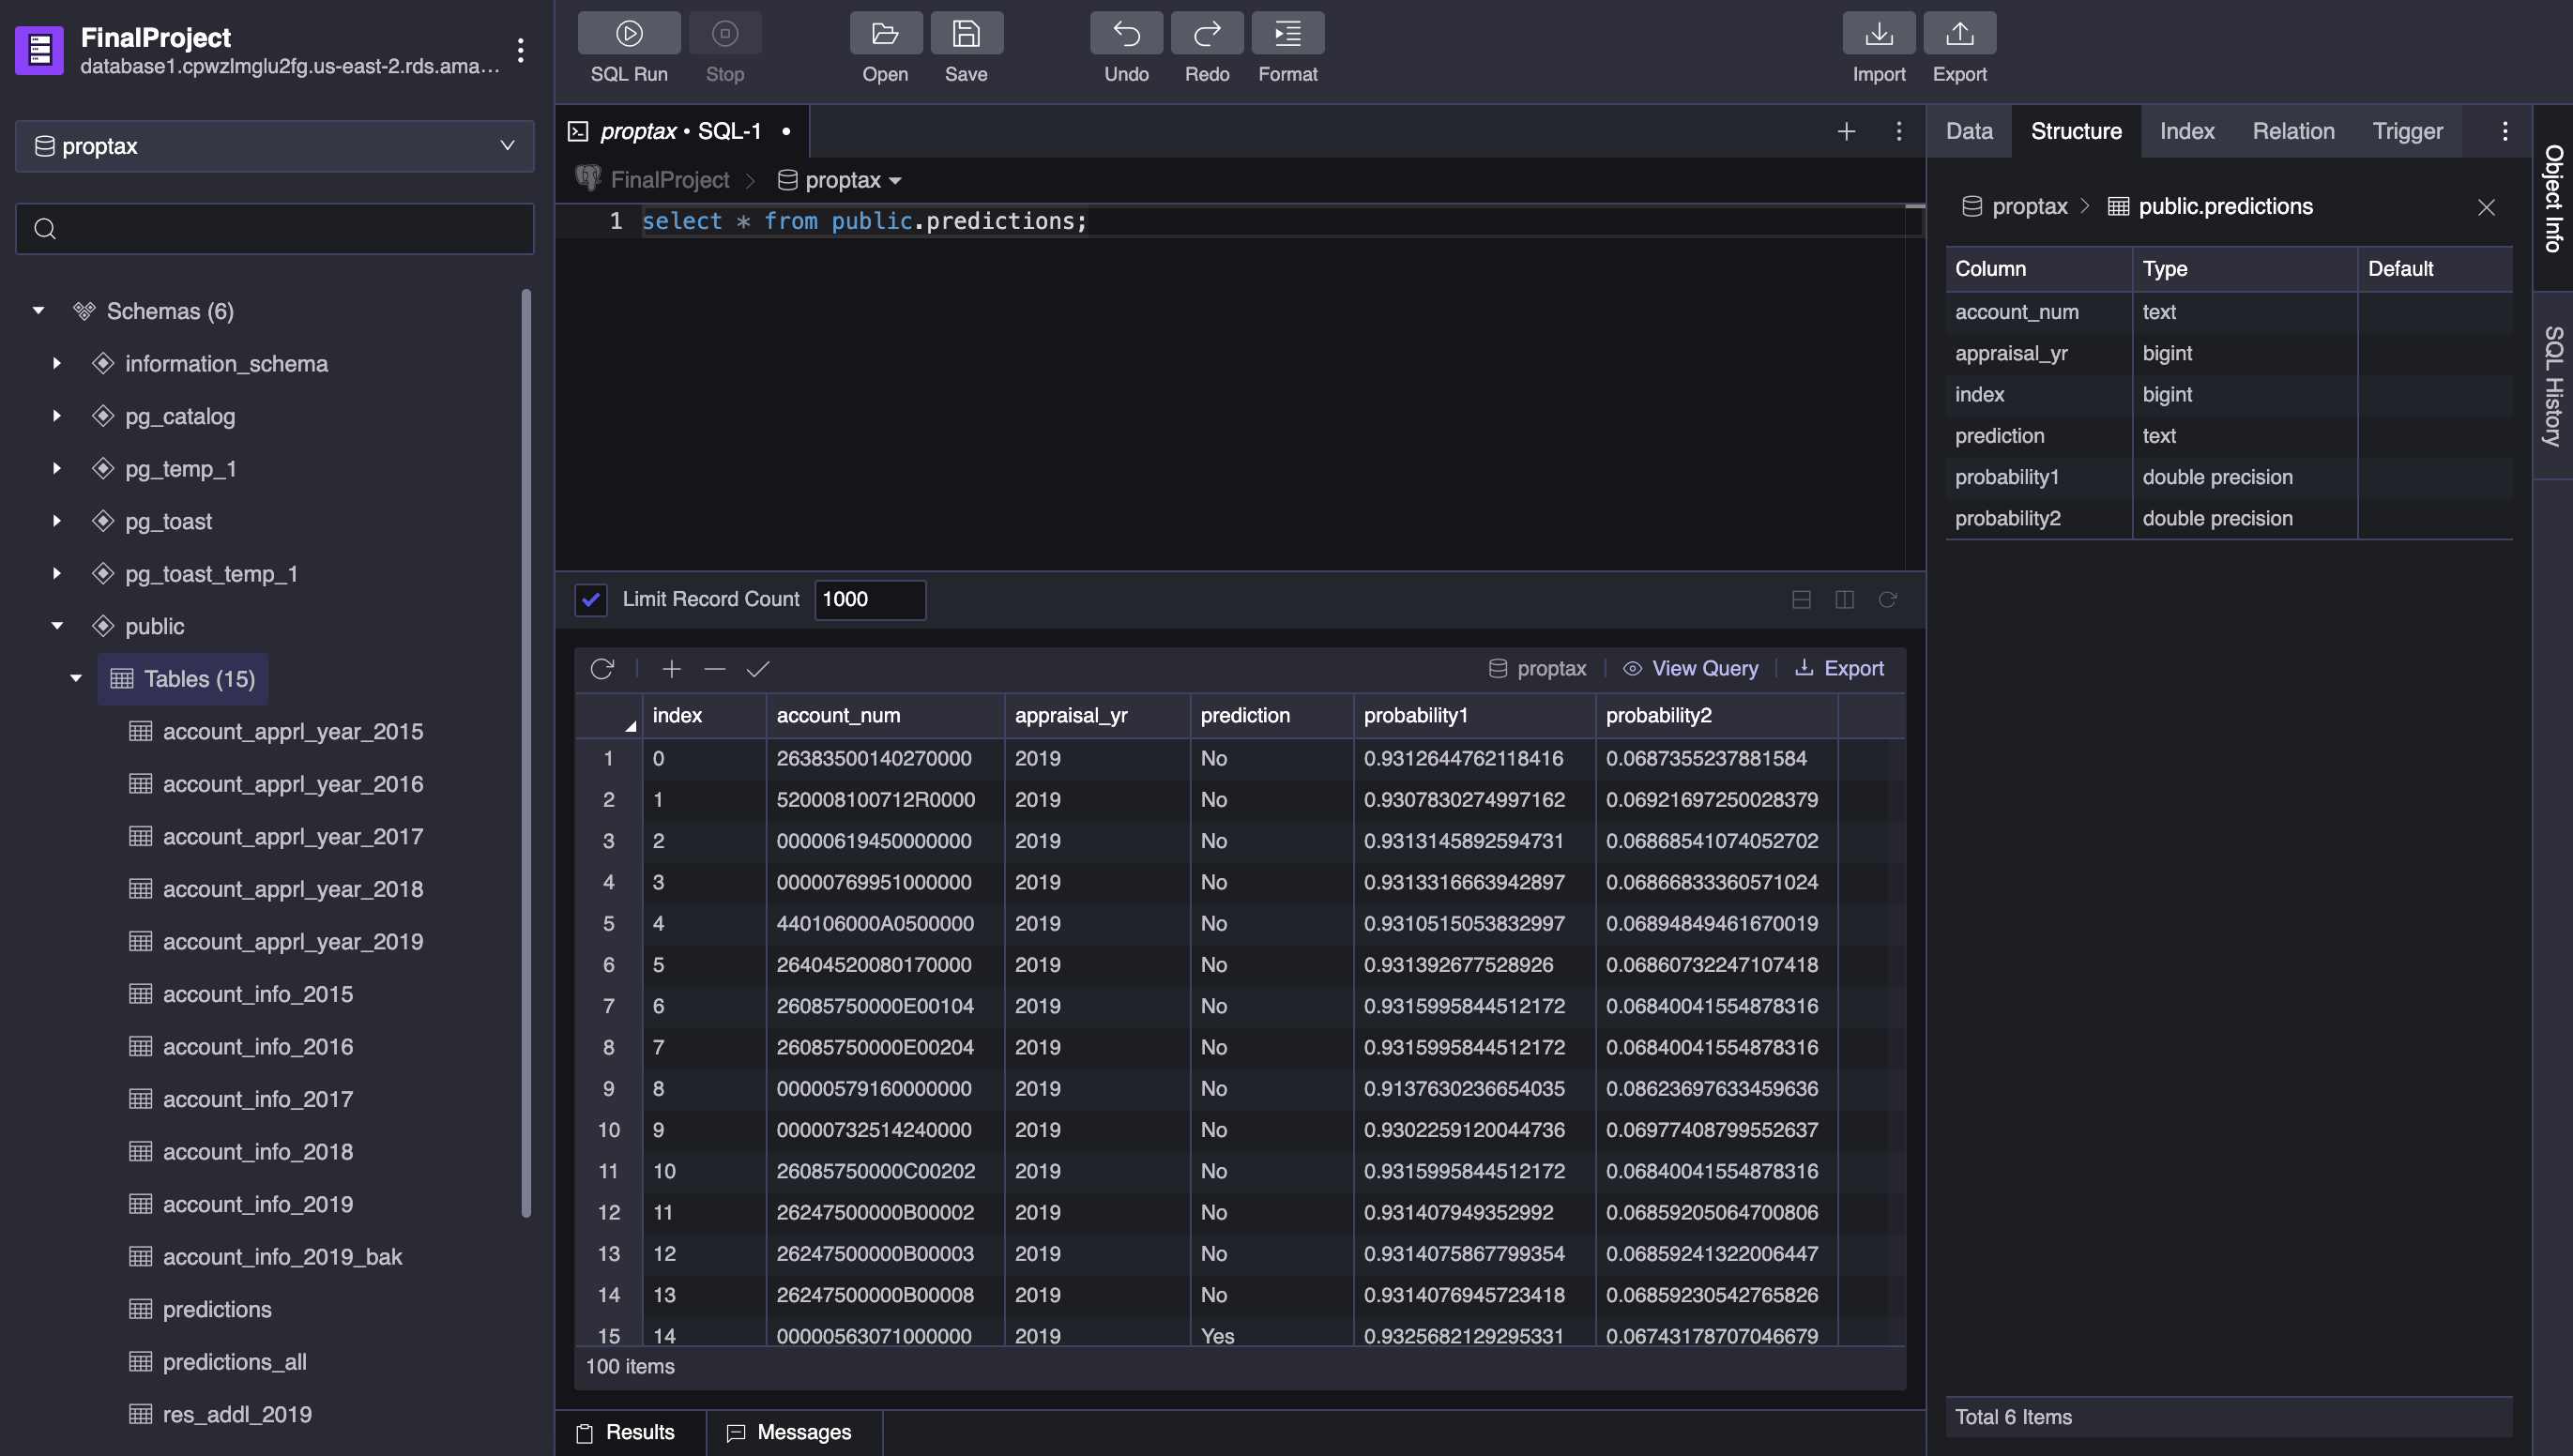 FinalProject
database1.cpwzlmglu2fg.us-east-2.rds.ama...
SQL Run
Stop
Open
Save
Undo
Redo
Format
Import
Export
proptax
Schemas (6)
information_schema
pg_catalog
pg_temp_1
pg_toast
pg_toast_temp_1
public
Tables (15)
account_apprl_year_2015
account_apprl_year_2016
account_apprl_year_2017
account_apprl_year_2018
account_apprl_year_2019
account_info_2015
account_info_2016
account_info_2017
account_info_2018
account_info_2019
account_info_2019_bak
predictions
predictions_all
res_addl_2019
proptax • SQL-1 •
FinalProject > proptax
1 select * from public.predictions;
Limit Record Count 1000
proptax View Query Export
index account_num appraisal_yr prediction probability1 probability2
1 0 26383500140270000 2019 No 0.9312644762118416 0.0687355237881584
2 1 520008100712R0000 2019 No 0.9307830274997162 0.06921697250028379
3 2 00000619450000000 2019 No 0.9313145892594731 0.06868541074052702
4 3 00000769951000000 2019 No 0.9313316663942897 0.06866833360571024
5 4 440106000A0500000 2019 No 0.9310515053832997 0.06894849461670019
6 5 26404520080170000 2019 No 0.931392677528926 0.06860732247107418
7 6 26085750000E00104 2019 No 0.9315995844512172 0.06840041554878316
8 7 26085750000E00204 2019 No 0.9315995844512172 0.06840041554878316
9 8 00000579160000000 2019 No 0.9137630236654035 0.08623697633459636
10 9 00000732514240000 2019 No 0.9302259120044736 0.06977408799552637
11 10 26085750000C00202 2019 No 0.9315995844512172 0.06840041554878316
12 11 26247500000B00002 2019 No 0.931407949352992 0.06859205064700806
13 12 26247500000B00003 2019 No 0.9314075867799354 0.06859241322006447
14 13 26247500000B00008 2019 No 0.9314076945723418 0.06859230542765826
15 14 00000563071000000 2019 Yes 0.9325682129295331 0.06743178707046679
100 items
Results
Messages
Data
Structure
Index
Relation
Trigger
proptax > public.predictions
Column Type Default
account_num text
appraisal_yr bigint
index bigint
prediction text
probability1 double precision
probability2 double precision
Total 6 Items
Object Info
SQL History